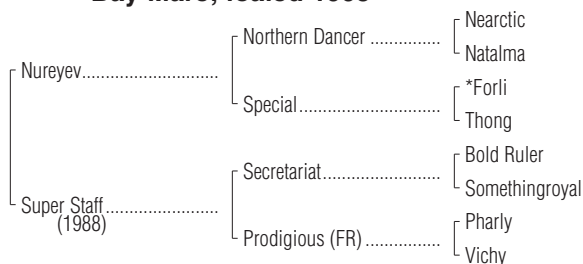 Bay Mare; foaled
Nearctic
Northern Dancer ................
Natalma
Nureyev...............................
*Forli
Special................................
Thong
Bold Ruler
Secretariat...........................
Somethingroyal
Super Staff.........................
(1988)
Pharly
Prodigious (FR) .................
Vichy